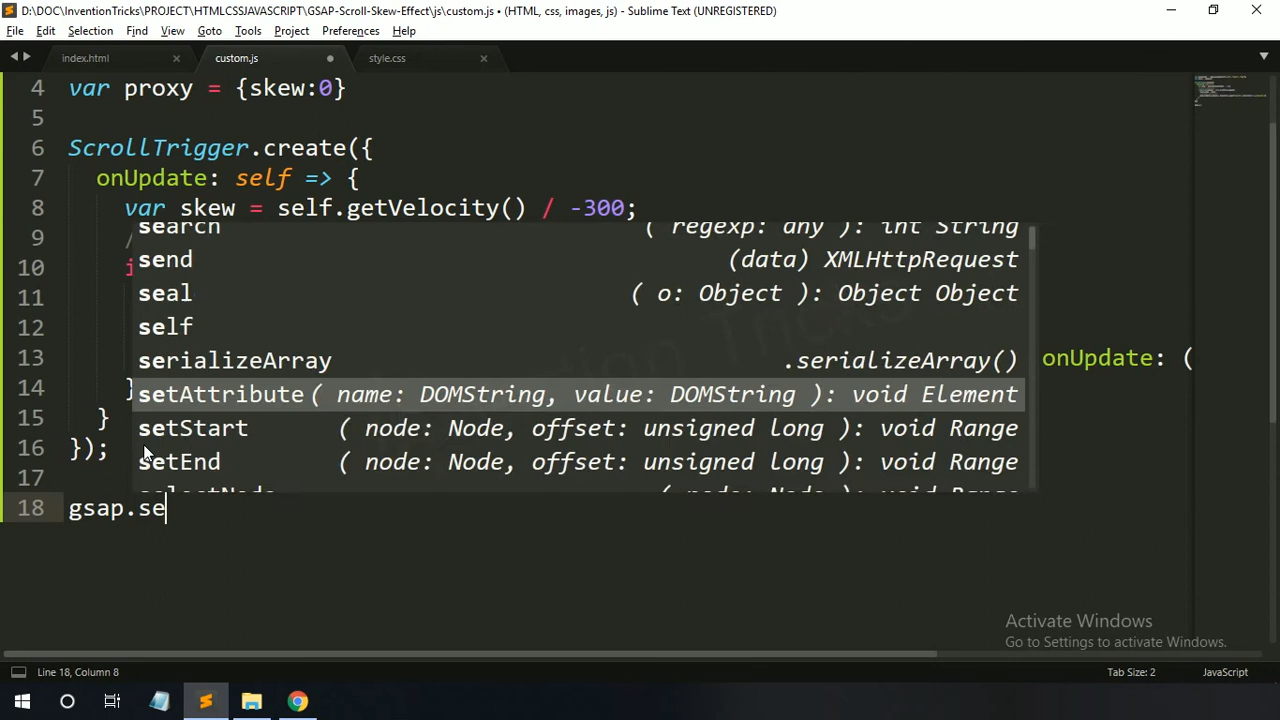 D:\DOC\InventionTricks\PROJECT\HTMLCSSJAVASCRIPT\GSAP-Scroll-Skew-Effect\js\custom.js • (HTML, css, images, js) - Sublime Text (UNREGISTERED)
File Edit Selection Find View Goto Tools Project Preferences Help
index.html custom.js style.css
4 var proxy = {skew:0}
5
6 ScrollTrigger.create({
7 onUpdate: self => {
8 var skew = self.getVelocity() / -300;
9 /
search ( regexp: any ): int String
send (data) XMLHttpRequest
10 i
seal ( o: Object ): Object Object
11
12 self
13 serializeArray .serializeArray() onUpdate: (
14 }
setAttribute ( name: DOMString, value: DOMString ): void Element
15 }
setStart ( node: Node, offset: unsigned long ): void Range
16 });
setEnd ( node: Node, offset: unsigned long ): void Range
17
selectNode ( node: Node ): void Range
18 gsap.se
Activate Windows
Go to Settings to activate Windows.
Line 18, Column 8 Tab Size: 2 JavaScript